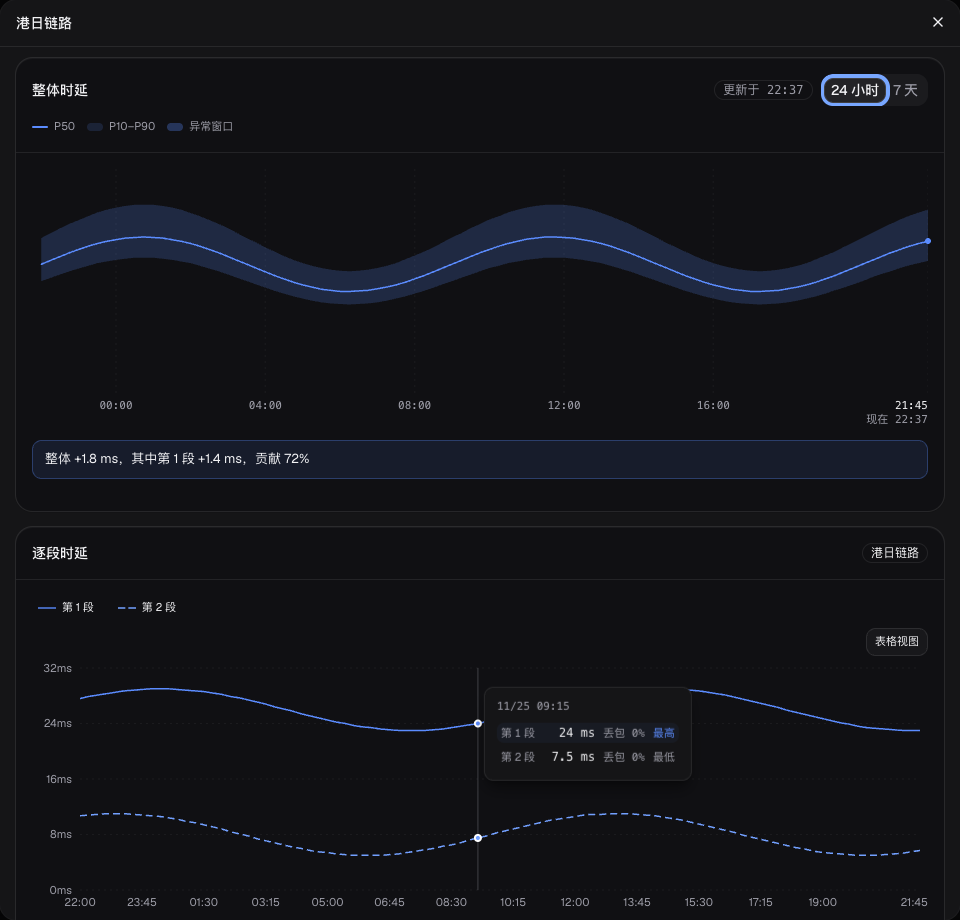 港日链路
整体时延
更新于 22:37
24 小时
7 天
P50
P10–P90
异常窗口
00:00
04:00
08:00
12:00
16:00
21:45
现在 22:37
整体 +1.8 ms，其中第 1 段 +1.4 ms，贡献 72%
逐段时延
港日链路
第 1 段
第 2 段
表格视图
32ms
24ms
16ms
8ms
0ms
11/25 09:15
第 1 段 24 ms 丢包 0% 最高
第 2 段 7.5 ms 丢包 0% 最低
22:00
23:45
01:30
03:15
05:00
06:45
08:30
10:15
12:00
13:45
15:30
17:15
19:00
21:45